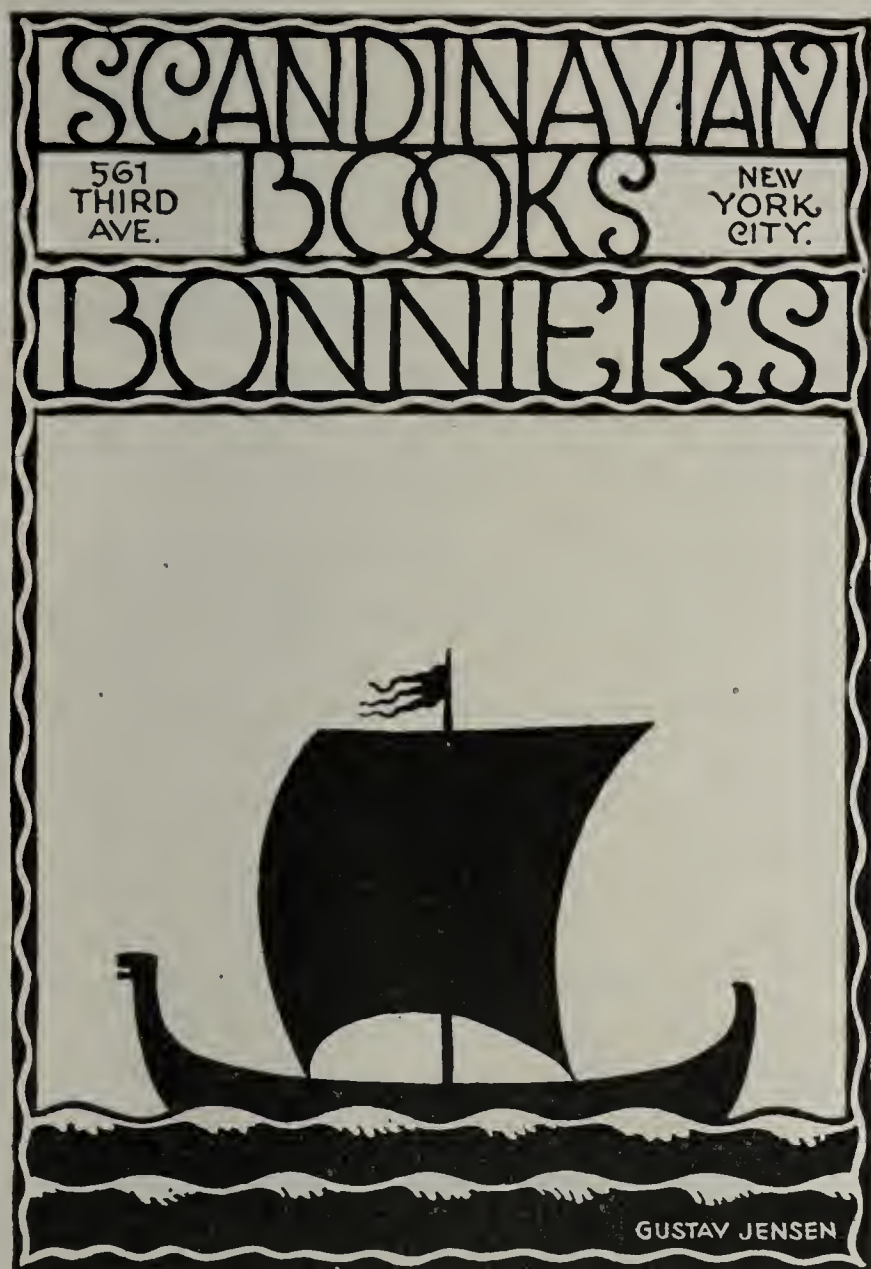 SCANDINAVIAN
561
THIRD
AVE.
BOOKS
NEW
YORK
CITY.
BONNIER'S
GUSTAV JENSEN